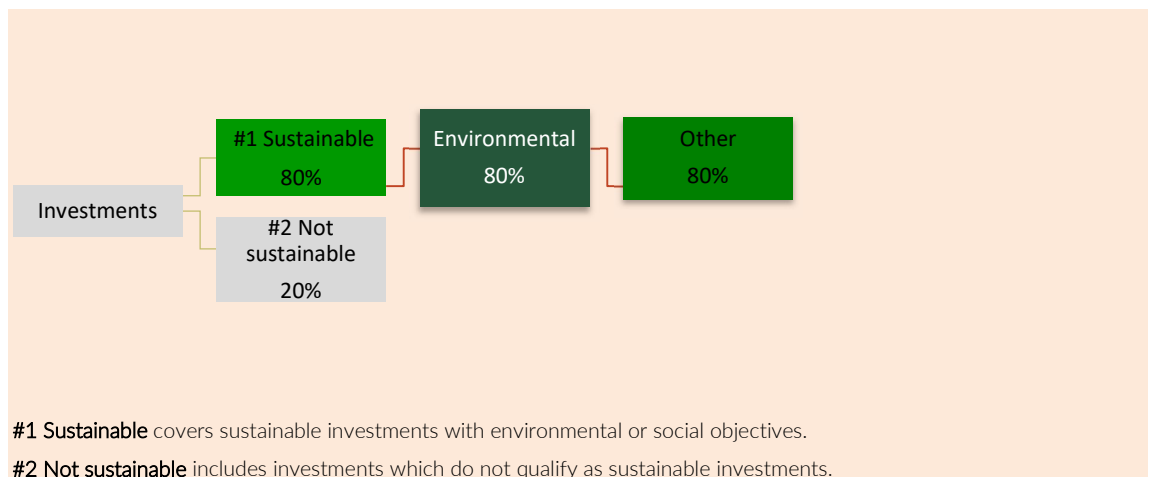 #1 Sustainable
80%
Environmental
80%
Other
80%
Investments
#2 Not
sustainable
20%
#1 Sustainable covers sustainable investments with environmental or social objectives.
#2 Not sustainable includes investments which do not qualify as sustainable investments.